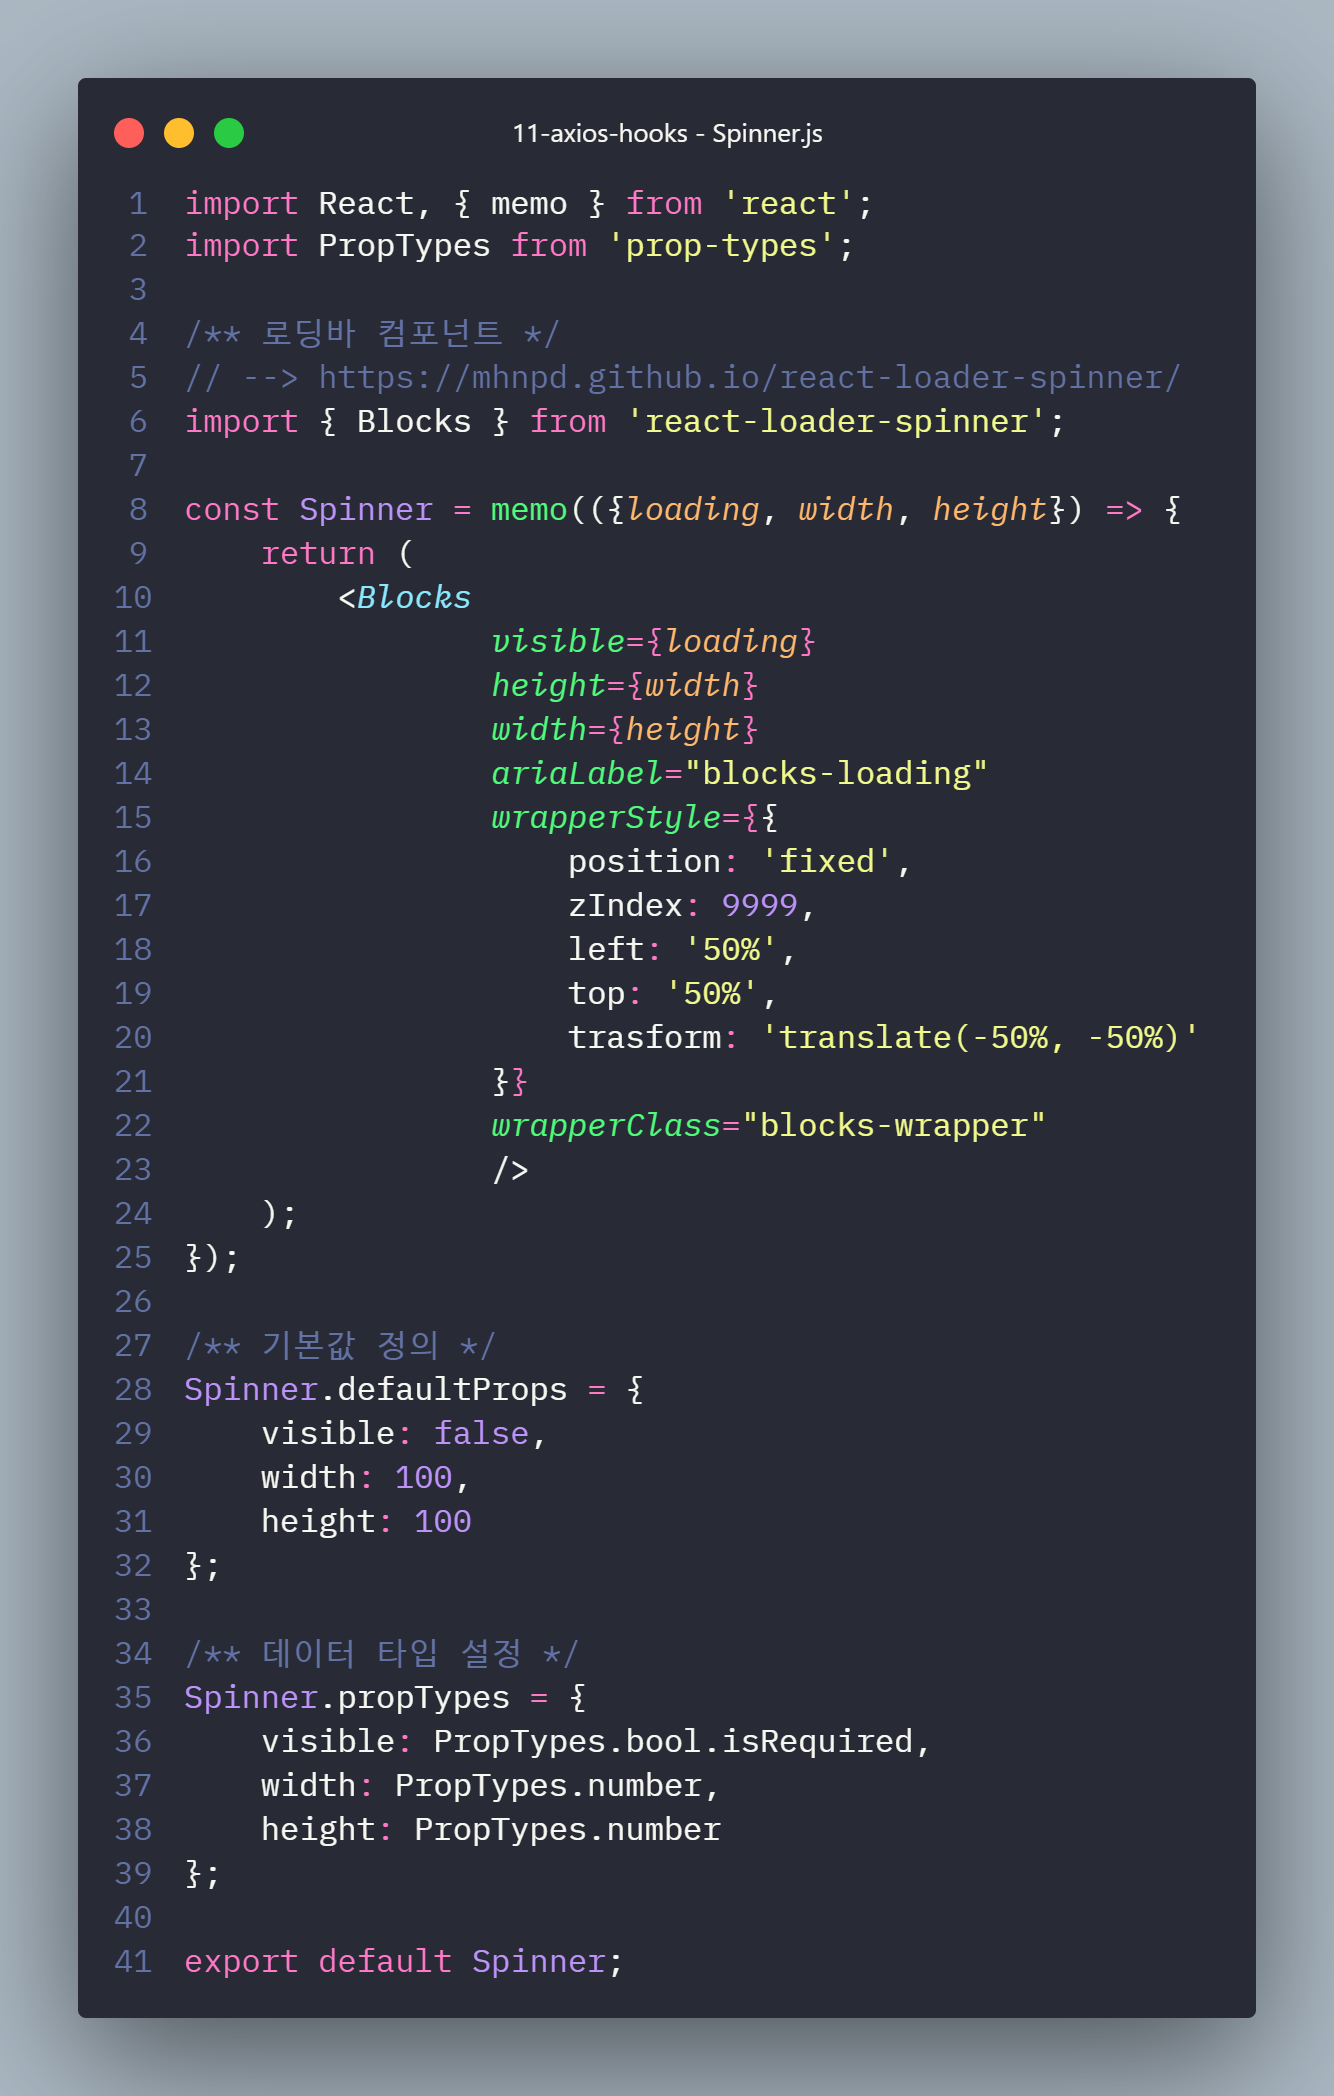 11-axios-hooks - Spinner.js
1 import React, { memo } from 'react';
2 import PropTypes from 'prop-types';
3
4 /** 로딩바 컴포넌트 */
5 // --> https://mhnpd.github.io/react-loader-spinner/
6 import { Blocks } from 'react-loader-spinner';
7
8 const Spinner = memo(({loading, width, height}) => {
9     return (
10         <Blocks
11                 visible={loading}
12                 height={width}
13                 width={height}
14                 ariaLabel="blocks-loading"
15                 wrapperStyle={{
16                     position: 'fixed',
17                     zIndex: 9999,
18                     left: '50%',
19                     top: '50%',
20                     trasform: 'translate(-50%, -50%)'
21                 }}
22                 wrapperClass="blocks-wrapper"
23                 />
24     );
25 });
26
27 /** 기본값 정의 */
28 Spinner.defaultProps = {
29     visible: false,
30     width: 100,
31     height: 100
32 };
33
34 /** 데이터 타입 설정 */
35 Spinner.propTypes = {
36     visible: PropTypes.bool.isRequired,
37     width: PropTypes.number,
38     height: PropTypes.number
39 };
40
41 export default Spinner;